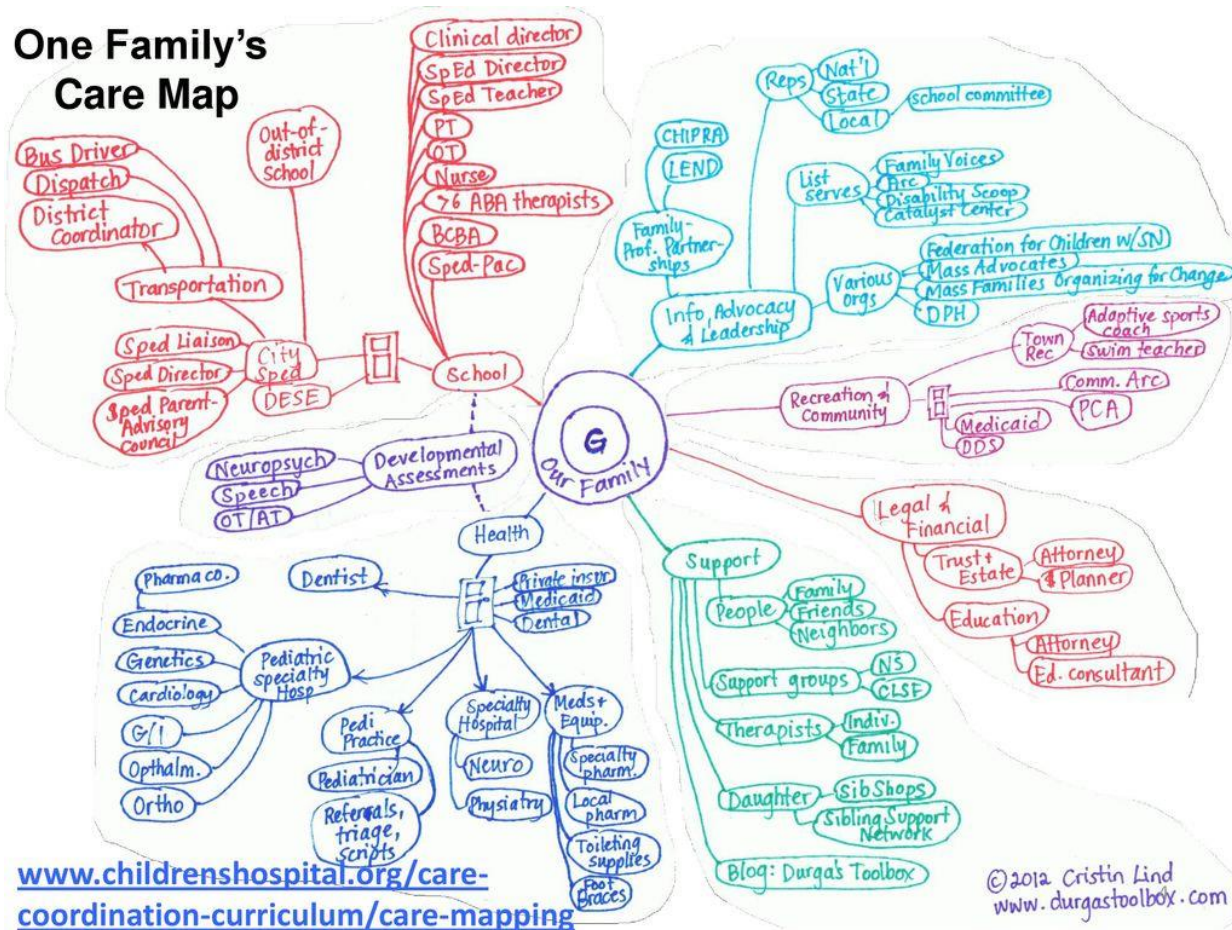 One Family's
Care Map
Clinical director
SpEd Director
SpEd Teacher
PT
OT
Nurse
>6 ABA therapists
BCBA
Sped-Pac
Out-of-
district
School
Bus Driver
Dispatch
District
Coordinator
Transportation
Sped Liaison
Sped Director
Sped Parent-
Advisory
Council
City
Sped
DESE
School
Reps
Nat'l
State
Local
school committee
CHIPRA
LEND
Family-
Prof. Partner-
ships
List
serves
Family Voices
Arc
Disability Scoop
Catalyst Center
Various
orgs
Federation for Children w/SN
Mass Advocates
Mass Families Organizing for Change
DPH
Info, Advocacy
& Leadership
Recreation &
Community
Town
Rec
Adaptive sports
coach
swim teacher
Comm. Arc
PCA
Medicaid
DDS
G
Our Family
Neuropsych
Speech
OT/AT
Developmental
Assessments
Legal &
Financial
Trust +
Estate
Attorney
$ Planner
Education
Attorney
Ed. consultant
Health
Dentist
Private insur.
Medicaid
Dental
Pharma co.
Endocrine
Genetics
Cardiology
G/I
Opthalm.
Ortho
Pediatric
Specialty
Hosp
Pedi
Practice
Pediatrician
Referrals,
triage,
scripts
Specialty
Hospital
Neuro
Physiatry
Meds +
Equip.
Specialty
pharm.
Local
pharm
Toileting
supplies
Foot
Braces
Support
People
Family
Friends
Neighbors
Support groups
NS
CLSF
Therapists
Indiv.
Family
Daughter
SibShops
Sibling Support
Network
Blog: Durga's Toolbox
www.childrenshospital.org/care-
coordination-curriculum/care-mapping
©2012 Cristin Lind
www.durgastoolbox.com